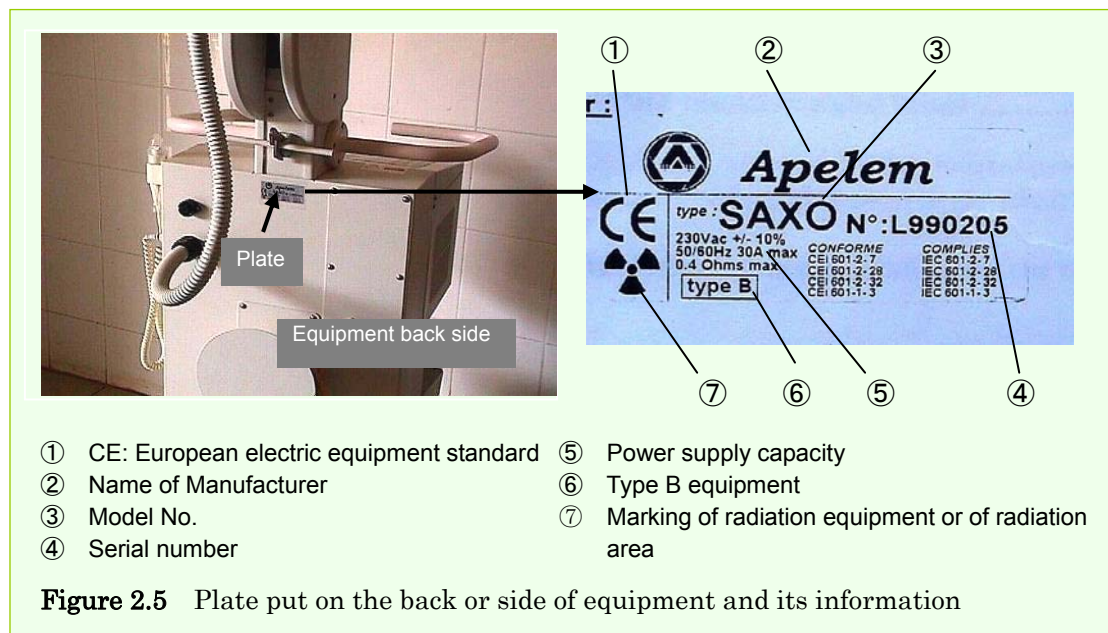 ① ② ③
r :
Apelem
CE type : SAXO N°:L990205
230Vac +/- 10%
50/60Hz 30A max
0.4 Ohms max
type B
CONFORME
CEI 601-2-7
CEI 601-2-28
CEI 601-2-32
CEI 601-1-3
COMPLIES
IEC 601-2-7
IEC 601-2-28
IEC 601-2-32
IEC 601-1-3
Plate
Equipment back side
⑦ ⑥ ⑤ ④
① CE: European electric equipment standard
② Name of Manufacturer
③ Model No.
④ Serial number
⑤ Power supply capacity
⑥ Type B equipment
⑦ Marking of radiation equipment or of radiation
area
Figure 2.5 Plate put on the back or side of equipment and its information